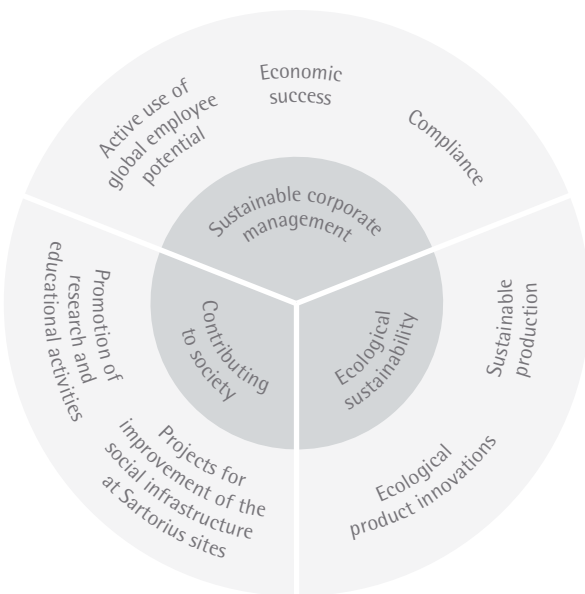 Economic
success
Active use of
global employee
potential
Compliance
Sustainable corporate
management
Promotion of
research and
educational activities
Contributing
to society
Ecological
sustainability
Sustainable
production
Projects for
improvement of the
social infrastructure
at Sartorius sites
Ecological
product innovations